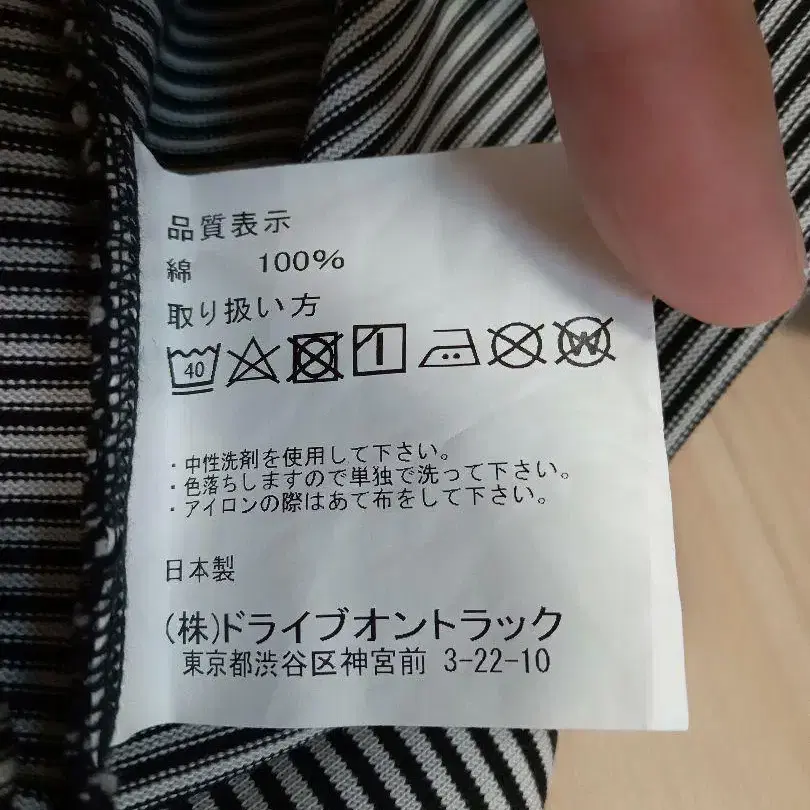 品質表示
綿 100%
取り扱い方
40 W
・中性洗剤を使用して下さい。
・色落ちしますので単独で洗って下さい。
・アイロンの際はあて布をして下さい。
日本製
(株)ドライブオントラック
東京都渋谷区神宮前 3-22-10